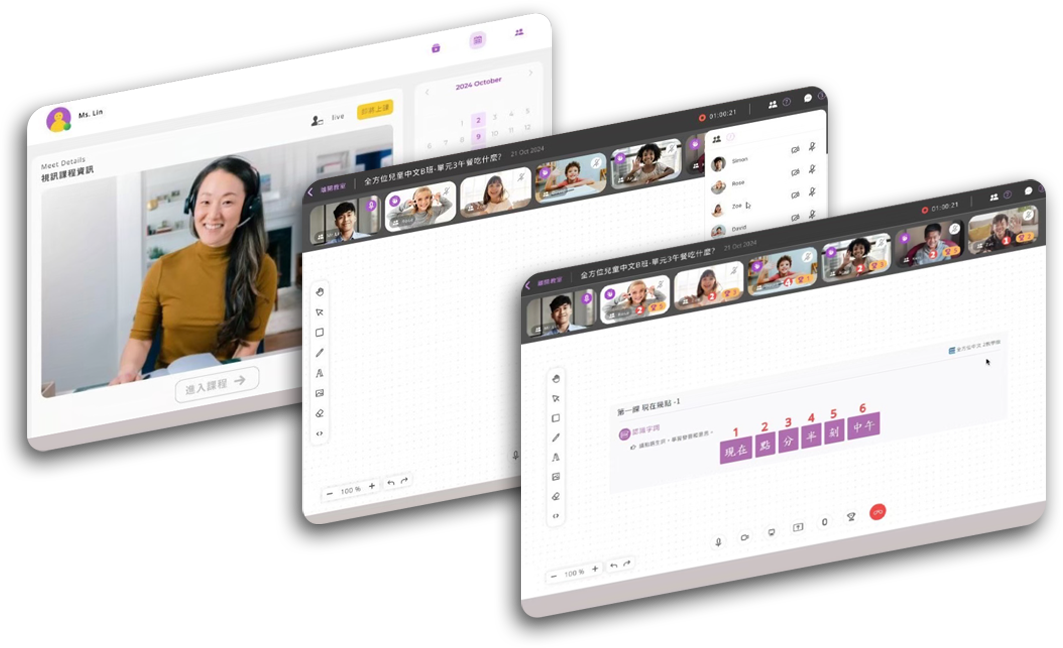 Ms. Lin
live
即將上課
Meet Details
視訊課程資訊
進入課程
2024 October
1 2 3 4 5
6 7 8 9 10 11 12
離開教室
全方位兒童中文B班-單元3午餐吃什麼?
21 Oct 2024
01:00:21
Simon
Rose
Zoe
David
100 %
離開教室
全方位兒童中文B班-單元3午餐吃什麼?
21 Oct 2024
01:00:21
第一課 現在幾點 -1
認識字詞
1 2 3 4 5 6
現在 點 分 半 刻 中午
100 %